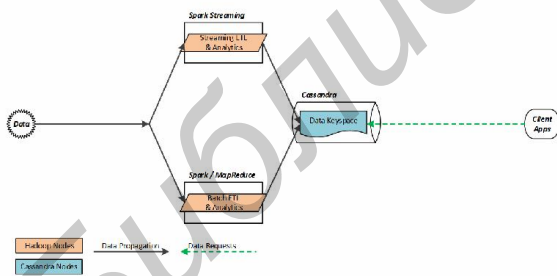 Spark Streaming
Streaming ETL
& Analytics
Cassandra
Data Keyspace
Data
Client
Apps
Spark / MapReduce
Batch ETL
& Analytics
Hadoop Nodes
Data Propagation
Data Requests
Cassandra Nodes